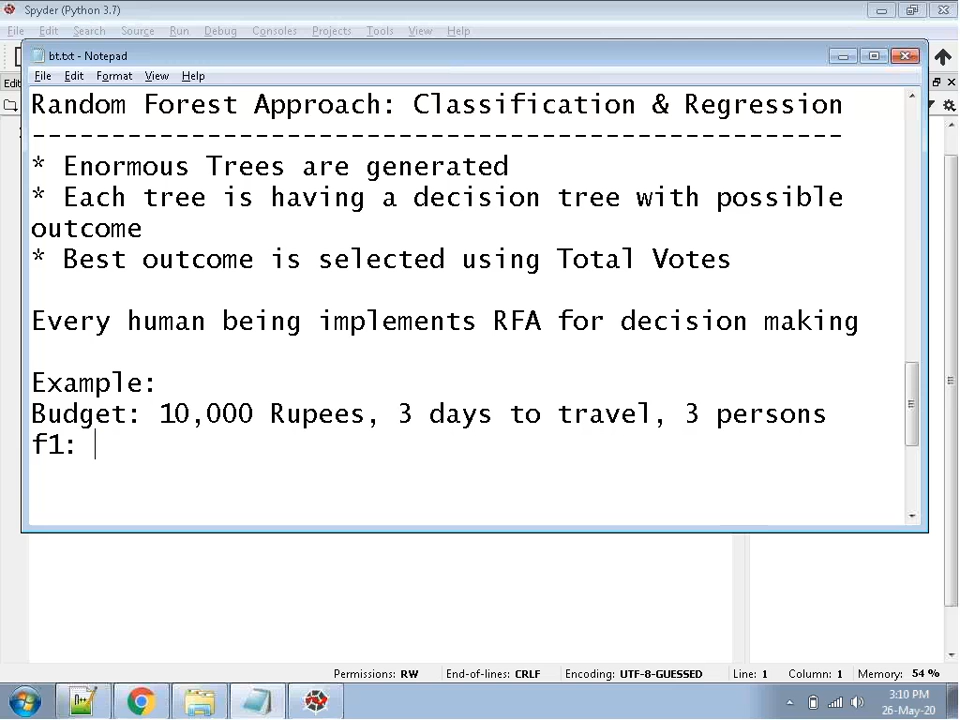 Spyder (Python 3.7)
File Edit Search Source Run Debug Consoles Projects Tools View Help
bt.txt - Notepad
Edi
File Edit Format View Help
Random Forest Approach: Classification & Regression
---------------------------------------------------
* Enormous Trees are generated
* Each tree is having a decision tree with possible
outcome
* Best outcome is selected using Total Votes
Every human being implements RFA for decision making
Example:
Budget: 10,000 Rupees, 3 days to travel, 3 persons
f1:
Permissions: RW End-of-lines: CRLF Encoding: UTF-8-GUESSED Line: 1 Column: 1 Memory: 54 %
3:10 PM
26-May-20